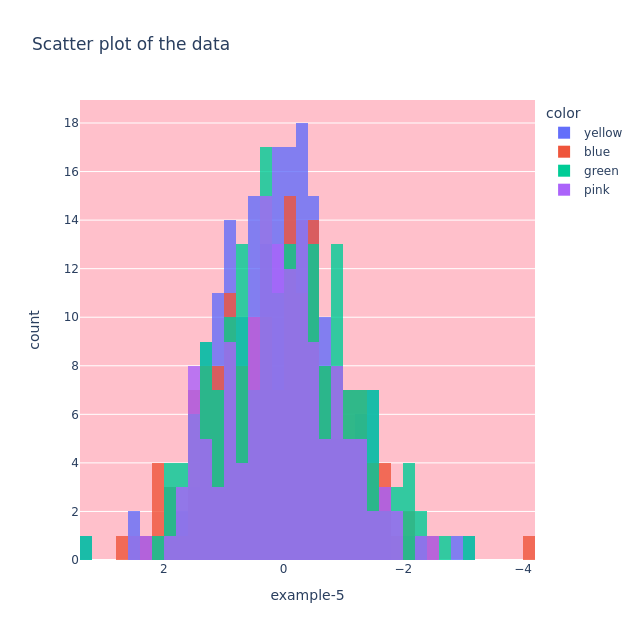 Scatter plot of the data
color
yellow
blue
green
pink
18
16
14
12
10
8
6
4
2
0
count
2
0
−2
−4
example-5